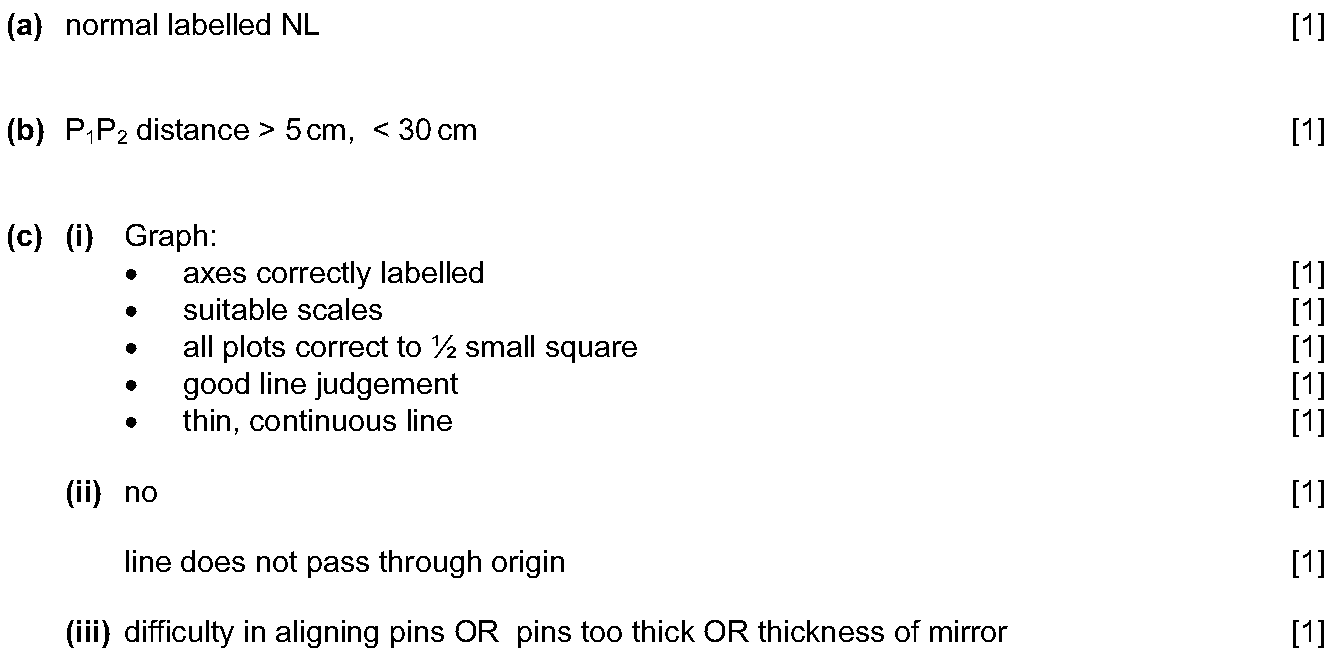 (a) normal labelled NL [1]
(b) P₁P₂ distance > 5 cm, < 30 cm [1]
(c) (i) Graph:
• axes correctly labelled [1]
• suitable scales [1]
• all plots correct to ½ small square [1]
• good line judgement [1]
• thin, continuous line [1]
(ii) no [1]
line does not pass through origin [1]
(iii) difficulty in aligning pins OR pins too thick OR thickness of mirror [1]